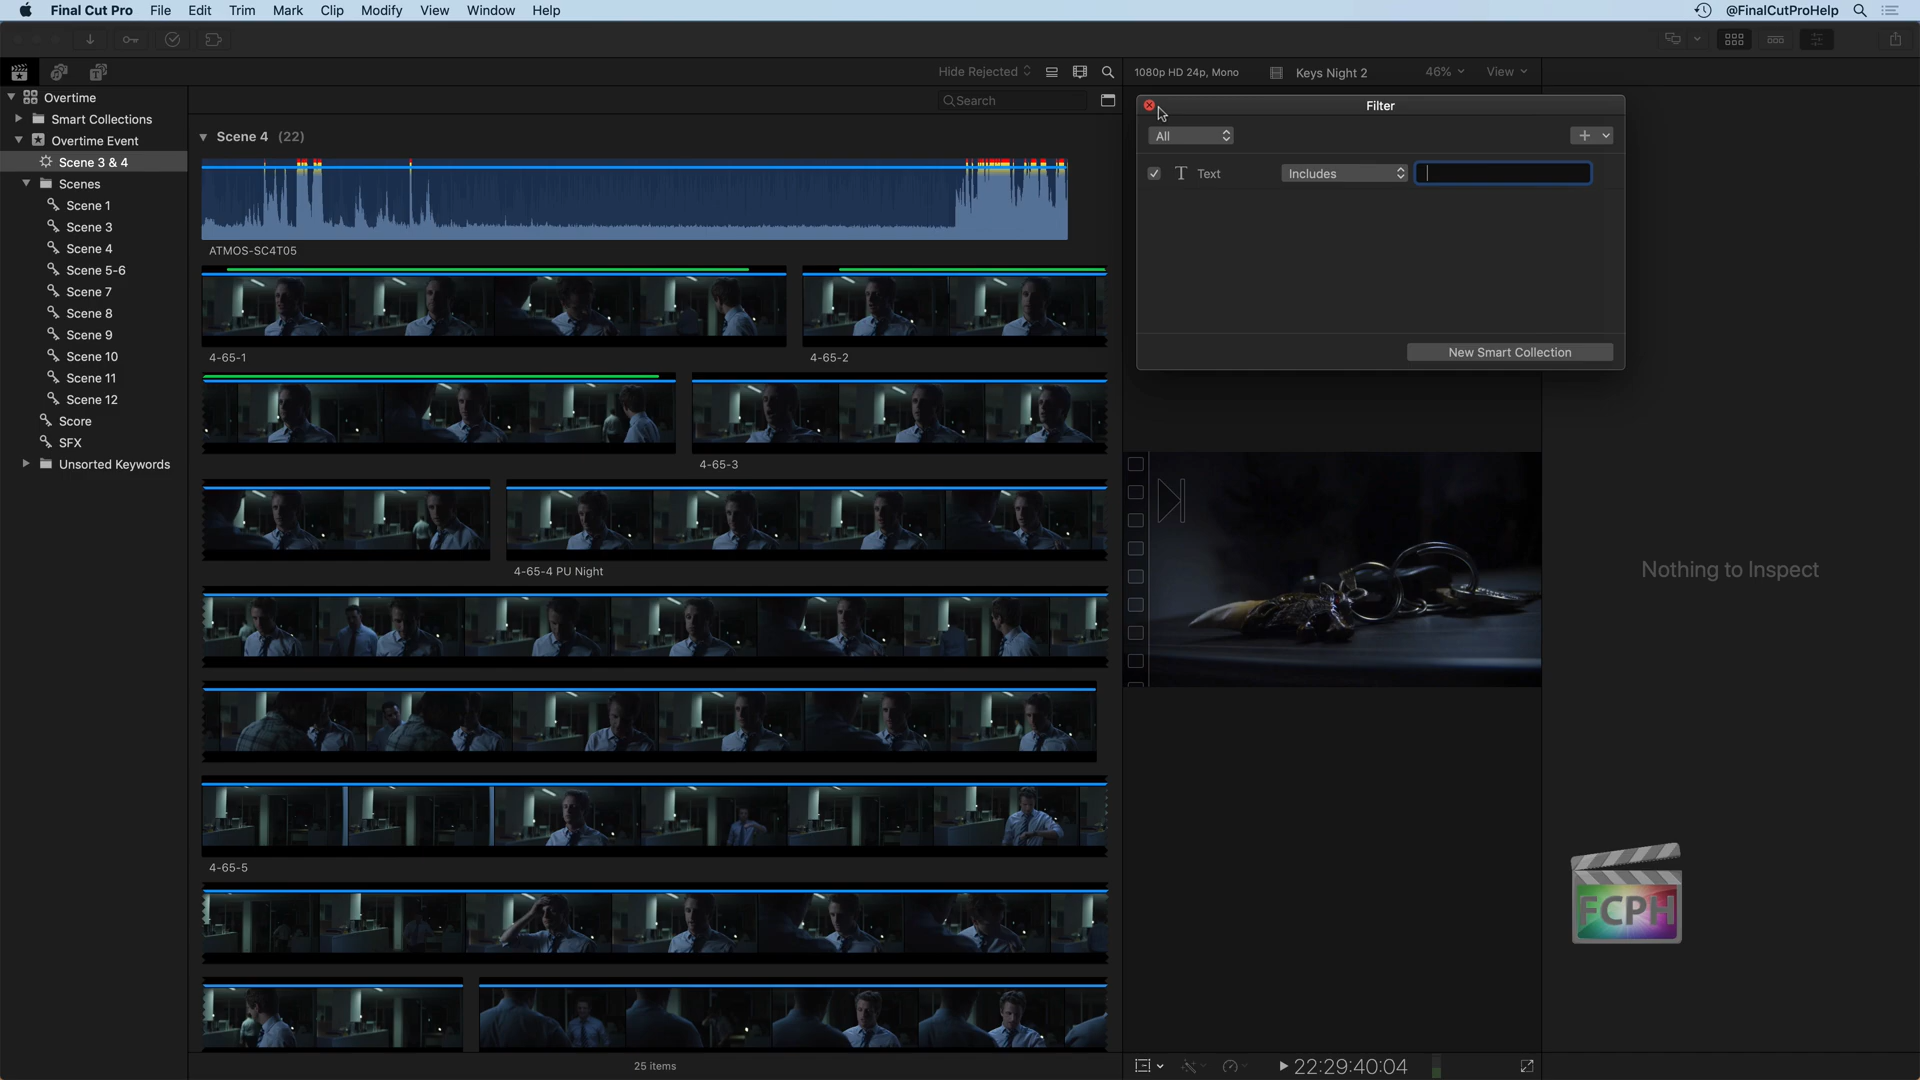 Final Cut Pro File Edit Trim Mark Clip Modify View Window Help @FinalCutProHelp
Hide Rejected 1080p HD 24p, Mono Keys Night 2 46% View
Overtime
Smart Collections
Overtime Event
Scene 3 & 4
Scenes
Scene 1
Scene 3
Scene 4
Scene 5-6
Scene 7
Scene 8
Scene 9
Scene 10
Scene 11
Scene 12
Score
SFX
Unsorted Keywords
Search
Scene 4 (22)
ATMOS-SC4T05
4-65-1 4-65-2
4-65-3
4-65-4 PU Night
4-65-5
25 items
Filter
All
T Text Includes
New Smart Collection
Nothing to Inspect
FCPH
22:29:40:04